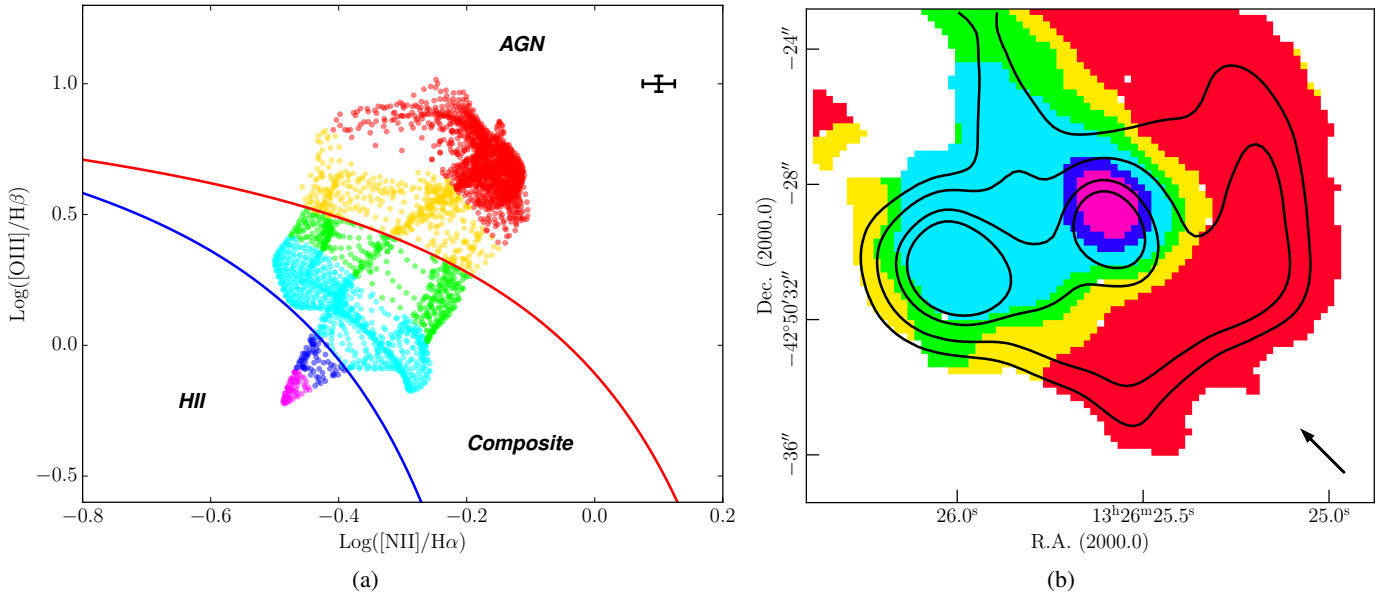 AGN
HII
Composite
1.0
0.5
0.0
−0.5
Log([OIII]/Hβ)
−0.8
−0.6
−0.4
−0.2
0.0
0.2
Log([NII]/Hα)
(a)
−24″
−28″
−42°50′32″
−36″
Dec. (2000.0)
26.0ˢ
13ʰ26ᵐ25.5ˢ
25.0ˢ
R.A. (2000.0)
(b)